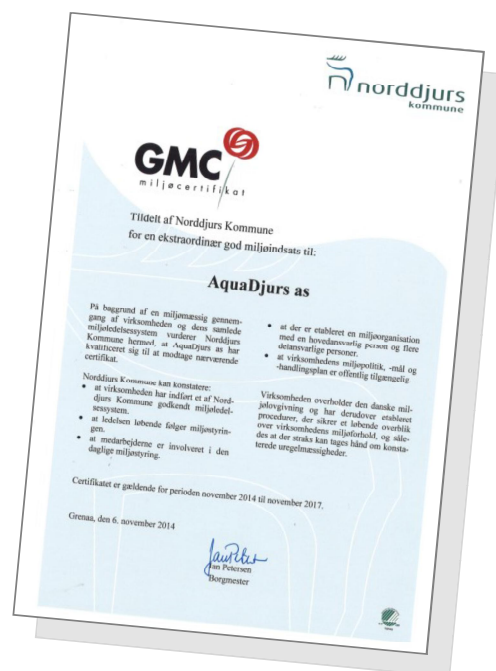 norddjurs
kommune
GMC
miljøcertifikat
Tildelt af Norddjurs Kommune
for en ekstraordinær god miljøindsats til:
AquaDjurs as
På baggrund af en miljømæssig gennem-
gang af virksomheden og dens samlede
miljøledelsessystem vurderer Norddjurs
Kommune hermed, at AquaDjurs as har
kvalificeret sig til at modtage nærværende
certifikat.
Norddjurs Kommune kan konstatere:
• at virksomheden har indført et af Nord-
djurs Kommune godkendt miljøledel-
sessystem.
• at ledelsen løbende følger miljøstyrin-
gen.
• at medarbejderne er involveret i den
daglige miljøstyring.
• at der er etableret en miljøorganisation
med en hovedansvarlig person og flere
delansvarlige personer.
• at virksomhedens miljøpolitik, -mål og
-handlingsplan er offentlig tilgængelig
Virksomheden overholder den danske mil-
jølovgivning og har derudover etableret
procedurer, der sikrer et løbende overblik
over virksomhedens miljøforhold, og såle-
des at der straks kan tages hånd om konsta-
terede uregelmæssigheder.
Certifikatet er gældende for perioden november 2014 til november 2017.
Grenaa, den 6. november 2014
Jan Petersen
Borgmester